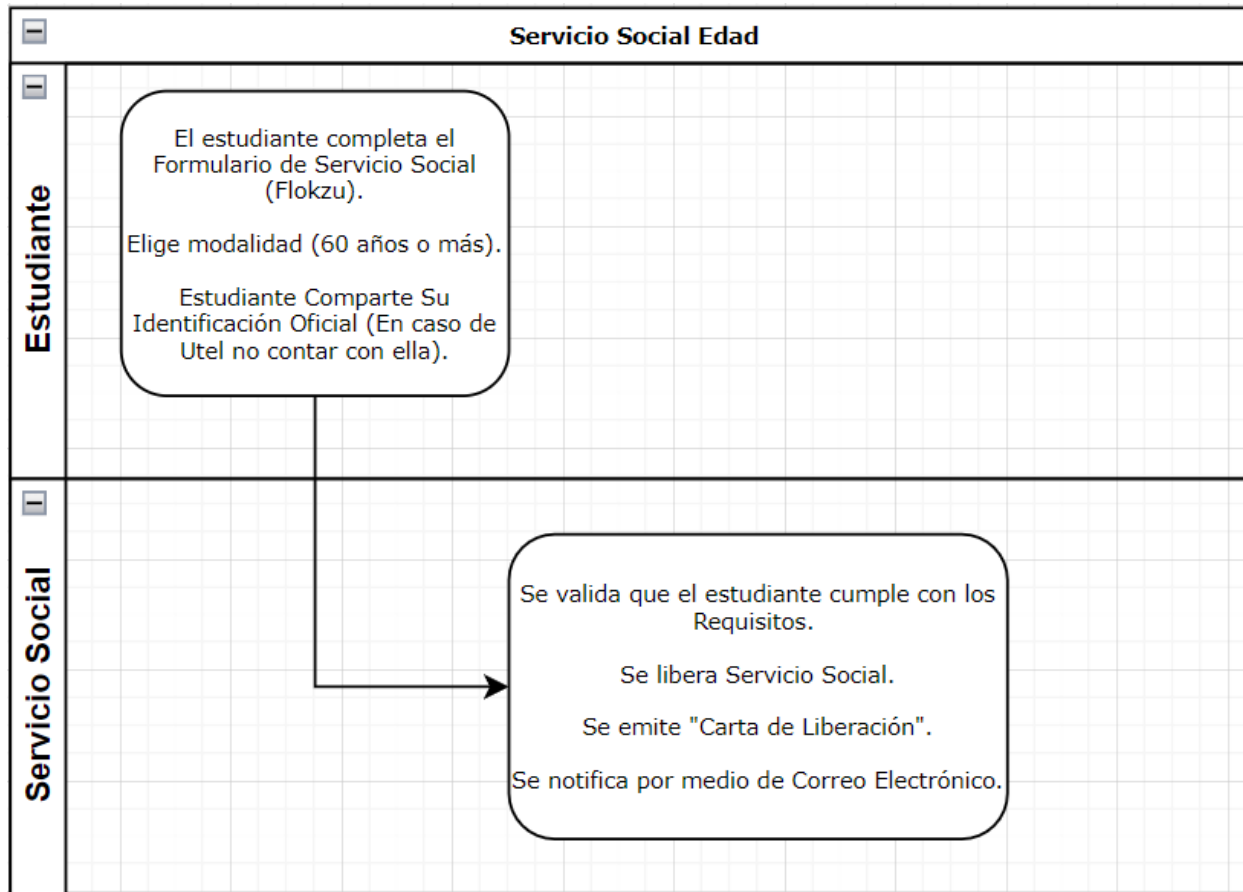 Servicio Social Edad
Estudiante
El estudiante completa el
Formulario de Servicio Social
(Flokzu).
Elige modalidad (60 años o más).
Estudiante Comparte Su
Identificación Oficial (En caso de
Utel no contar con ella).
Servicio Social
Se valida que el estudiante cumple con los
Requisitos.
Se libera Servicio Social.
Se emite "Carta de Liberación".
Se notifica por medio de Correo Electrónico.